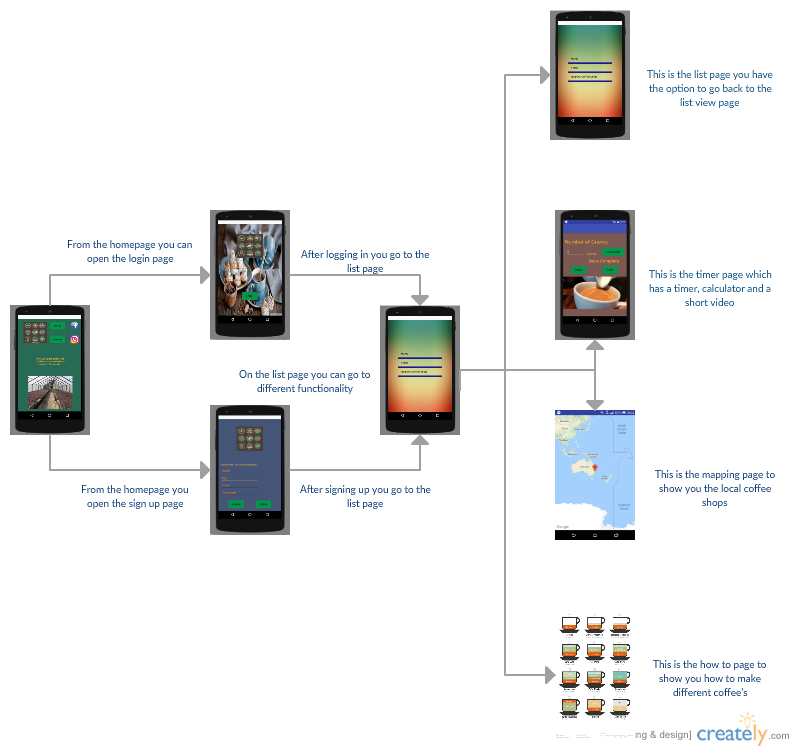 This is the list page you have
the option to go back to the
list view page
From the homepage you can
open the login page
After logging in you go to the
list page
Number of Grams:
This is the timer page which
has a timer, calculator and a
short video
On the list page you can go to
different functionality
From the homepage you
open the sign up page
After signing up you go to the
list page
This is the mapping page to
show you the local coffee
shops
Google
This is the how to page to
show you how to make
different coffee's
ng & design]
creately.com